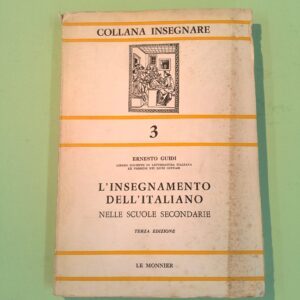 COLLANA INSEGNARE
3
ERNESTO GUIDI
L'INSEGNAMENTO
DELL'ITALIANO
NELLE SCUOLE SECONDARIE
TERZA EDIZIONE
LE MONNIER